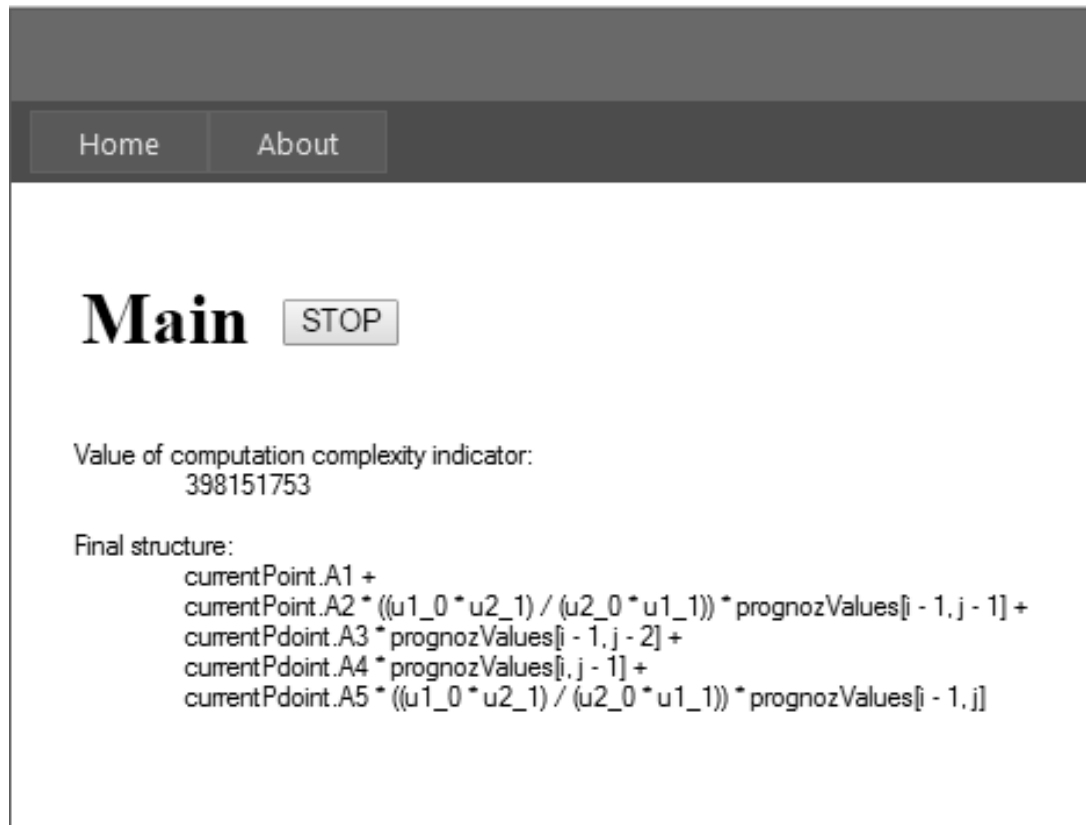 Home About
Main STOP
Value of computation complexity indicator:
398151753
Final structure:
currentPoint.A1 +
currentPoint.A2 * ((u1_0 * u2_1) / (u2_0 * u1_1)) * prognozValues[i - 1, j - 1] +
currentPdoint.A3 * prognozValues[i - 1, j - 2] +
currentPdoint.A4 * prognozValues[i, j - 1] +
currentPdoint.A5 * ((u1_0 * u2_1) / (u2_0 * u1_1)) * prognozValues[i - 1, j]